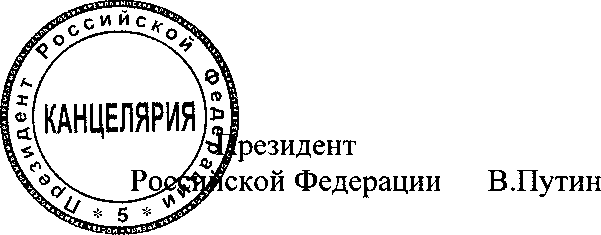 Президент Российской Федерации
КАНЦЕЛЯРИЯ
* 5 *
Президент
Российской Федерации В.Путин